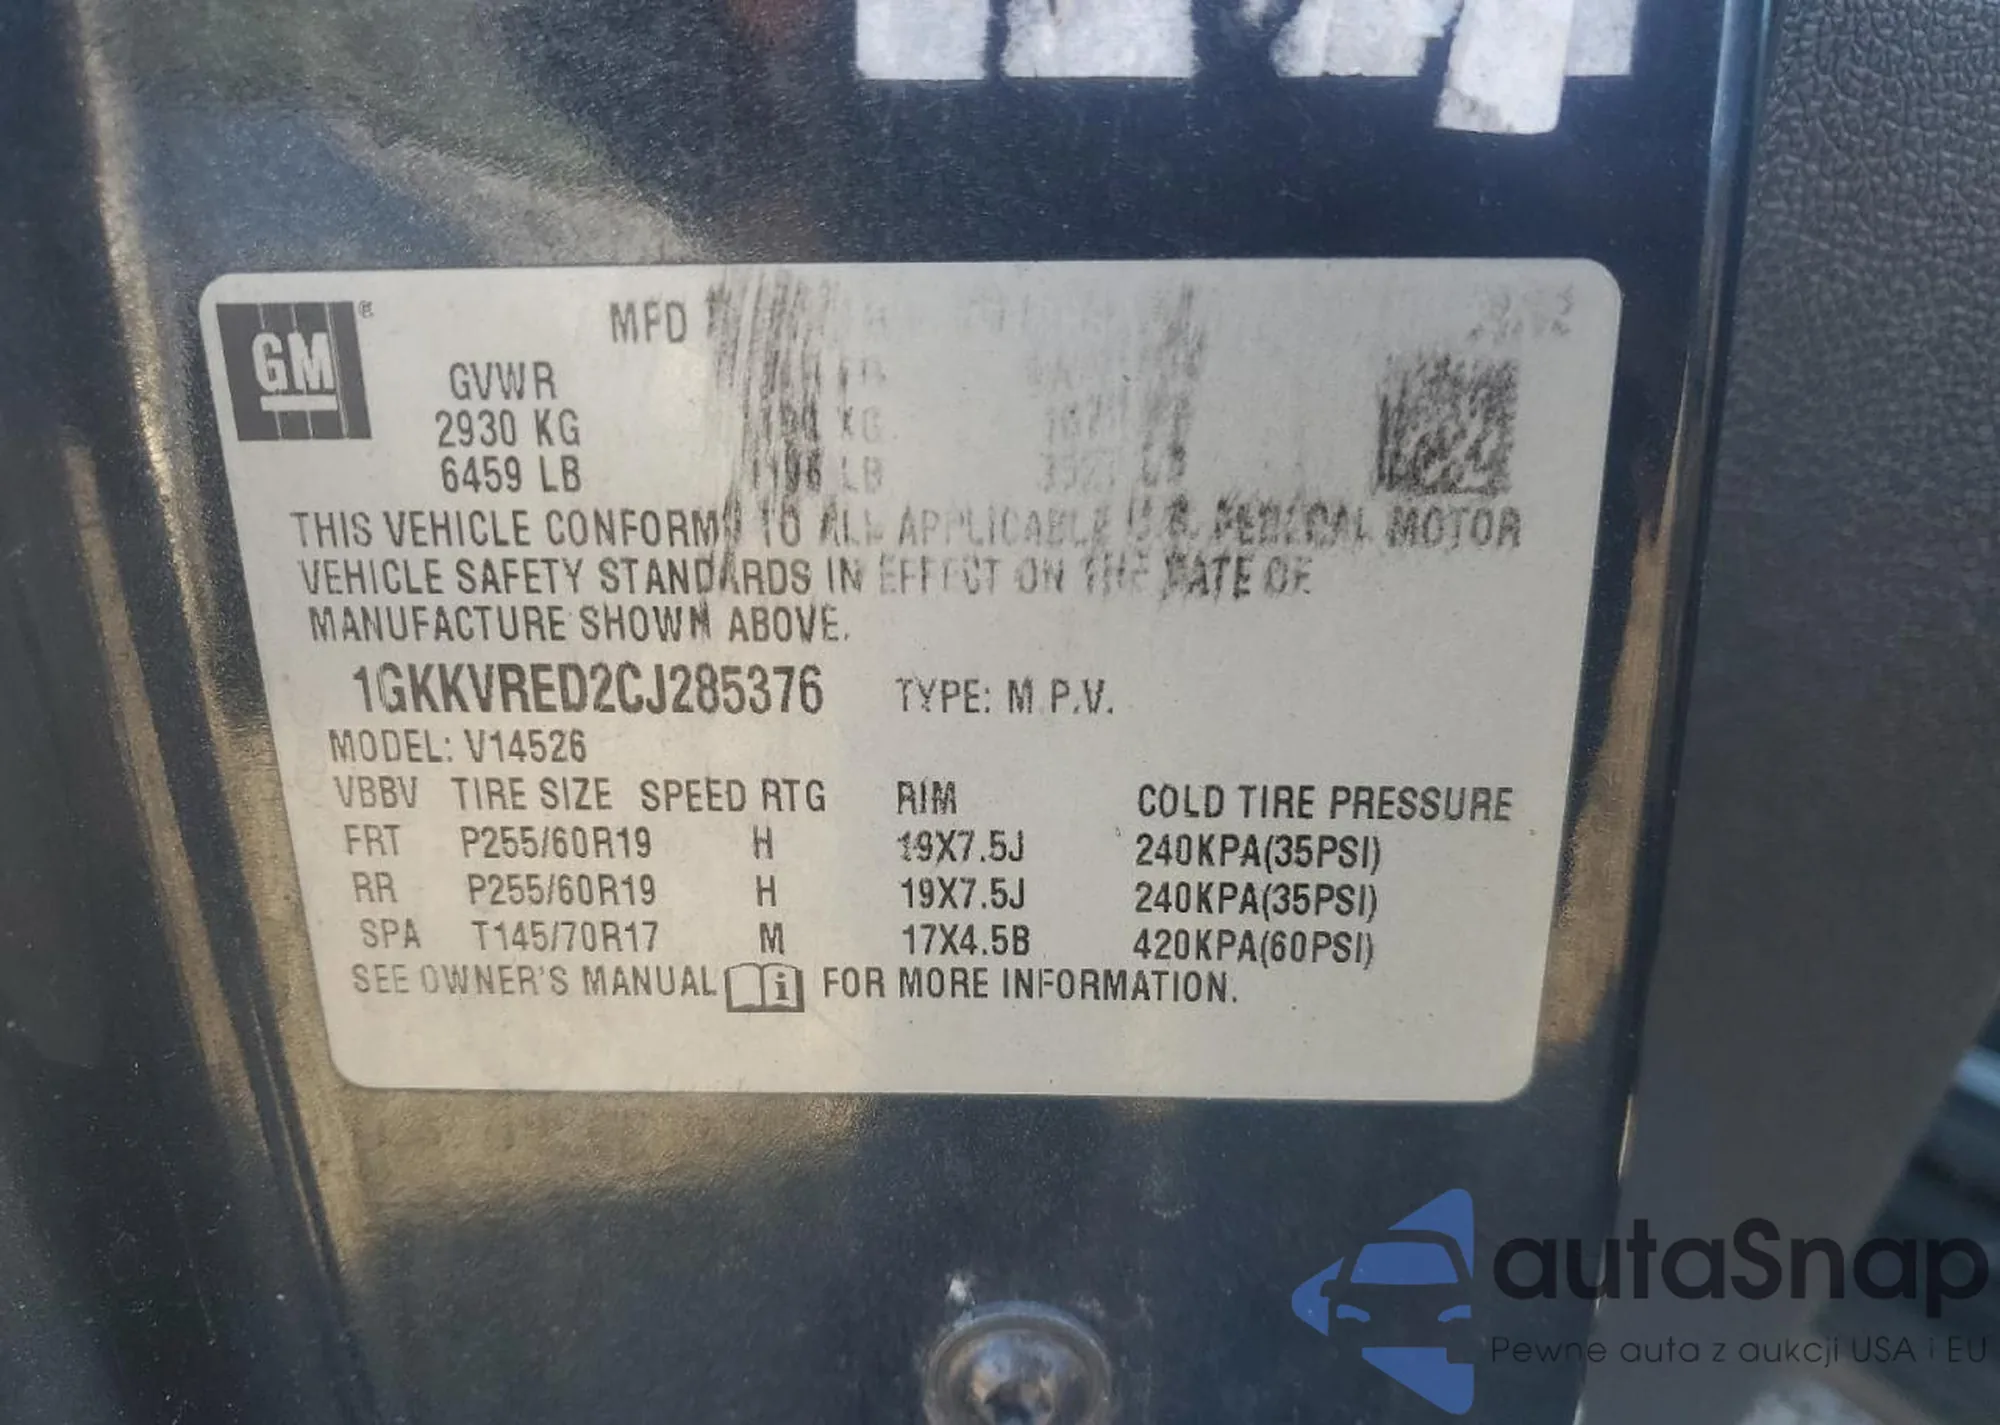 GM
MFD
GVWR
2930 KG KG
6459 LB LB LB
THIS VEHICLE CONFORMS TO ALL APPLICABLE U.S. FEDERAL MOTOR
VEHICLE SAFETY STANDARDS IN EFFECT ON THE DATE OF
MANUFACTURE SHOWN ABOVE.
1GKKVRED2CJ285376 TYPE: M.P.V.
MODEL: V14526
VBBV TIRE SIZE SPEED RTG RIM COLD TIRE PRESSURE
FRT P255/60R19 H 19X7.5J 240KPA(35PSI)
RR P255/60R19 H 19X7.5J 240KPA(35PSI)
SPA T145/70R17 M 17X4.5B 420KPA(60PSI)
SEE OWNER'S MANUAL i FOR MORE INFORMATION.
autaSnap
Pewne auta z aukcji USA i EU